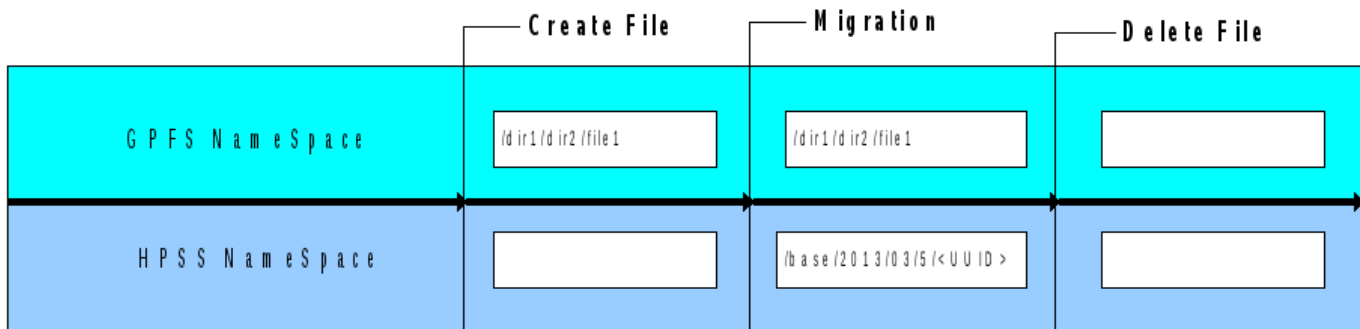 Create File
Migration
Delete File
GPFS NameSpace
/dir1/dir2/file1
/dir1/dir2/file1
HPSS NameSpace
/base/2013/03/5/<UUID>